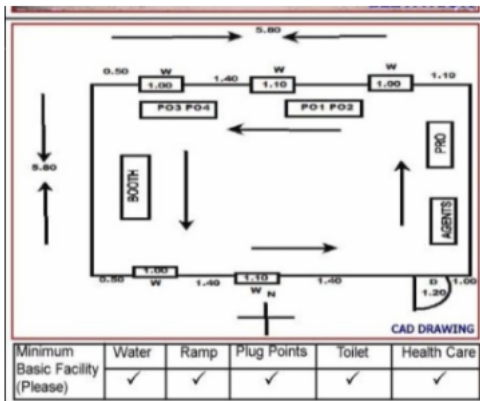 5.80
0.50 W 1.40 W W 1.10
1.00 1.10 1.00
PO3 PO4 PO1 PO2
PRO
5.80
BOOTH
AGENTS
1.00 1.10 D 1.00
0.50 W 1.40 W 1.40 1.20
N
CAD DRAWING
Minimum Basic Facility (Please) Water Ramp Plug Points Toilet Health Care
✓ ✓ ✓ ✓ ✓